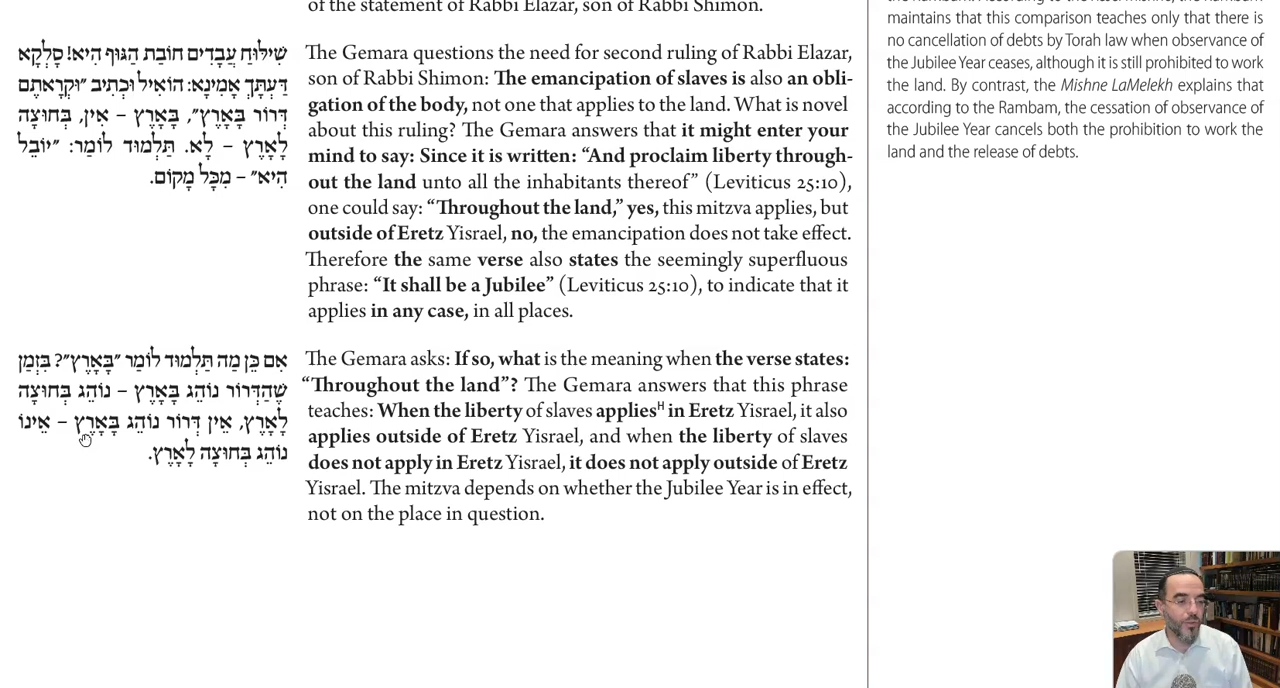 of the statement of Rabbi Elazar, son of Rabbi Shimon.
שִׁילּוּחַ עֲבָדִים חוֹבַת הַגּוּף הִיא! סָלְקָא
דַּעְתָּךְ אָמֵינָא: הוֹאִיל וּכְתִיב ״וּקְרָאתֶם
דְּרוֹר בָּאָרֶץ״, בָּאָרֶץ – אִין, בְּחוּצָה
לָאָרֶץ – לָא. תַּלְמוּד לוֹמַר: ״יוֹבֵל
הִיא״ – מִכָּל מָקוֹם.
The Gemara questions the need for second ruling of Rabbi Elazar,
son of Rabbi Shimon: The emancipation of slaves is also an obli-
gation of the body, not one that applies to the land. What is novel
about this ruling? The Gemara answers that it might enter your
mind to say: Since it is written: “And proclaim liberty through-
out the land unto all the inhabitants thereof” (Leviticus 25:10),
one could say: “Throughout the land,” yes, this mitzva applies, but
outside of Eretz Yisrael, no, the emancipation does not take effect.
Therefore the same verse also states the seemingly superfluous
phrase: “It shall be a Jubilee” (Leviticus 25:10), to indicate that it
applies in any case, in all places.
אִם כֵּן מַה תַּלְמוּד לוֹמַר ״בָּאָרֶץ״? בִּזְמַן
שֶׁהַדְּרוֹר נוֹהֵג בָּאָרֶץ – נוֹהֵג בְּחוּצָה
לָאָרֶץ, אֵין דְּרוֹר נוֹהֵג בָּאָרֶץ – אֵינוֹ
נוֹהֵג בְּחוּצָה לָאָרֶץ.
The Gemara asks: If so, what is the meaning when the verse states:
“Throughout the land”? The Gemara answers that this phrase
teaches: When the liberty of slaves applies^H in Eretz Yisrael, it also
applies outside of Eretz Yisrael, and when the liberty of slaves
does not apply in Eretz Yisrael, it does not apply outside of Eretz
Yisrael. The mitzva depends on whether the Jubilee Year is in effect,
not on the place in question.
maintains that this comparison teaches only that there is
no cancellation of debts by Torah law when observance of
the Jubilee Year ceases, although it is still prohibited to work
the land. By contrast, the Mishne LaMelekh explains that
according to the Rambam, the cessation of observance of
the Jubilee Year cancels both the prohibition to work the
land and the release of debts.